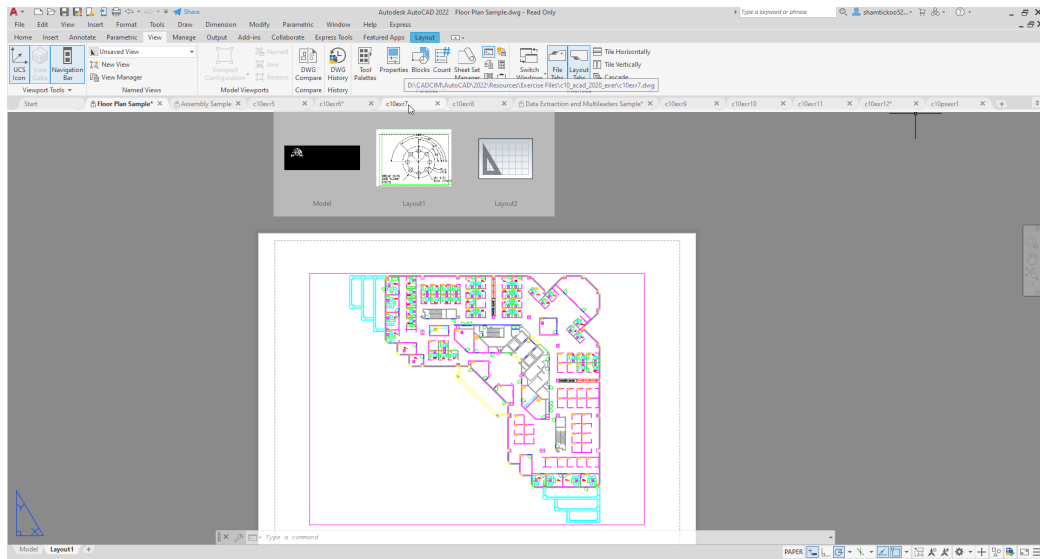 Share
Autodesk AutoCAD 2022 Floor Plan Sample.dwg - Read Only
Type a keyword or phrase
shamtickoo52...
File Edit View Insert Format Tools Draw Dimension Modify Parametric Window Help Express
Home Insert Annotate Parametric View Manage Output Add-ins Collaborate Express Tools Featured Apps Layout
Unsaved View
New View
View Manager
UCS Icon
View Cube
Navigation Bar
Viewport Configuration
Named
Join
Restore
DWG Compare
DWG History
Tool Palettes
Properties
Blocks
Count
Sheet Set Manager
Switch Windows
File Tabs
Layout Tabs
Tile Horizontally
Tile Vertically
Cascade
Viewport Tools Named Views Model Viewports Compare History
D:\CADCIM\AutoCAD\2022\Resources\Exercise Files\c10_acad_2020_exer\c10exr7.dwg
Start Floor Plan Sample* Assembly Sample c10exr5 c10exr6* c10exr7 c10exr8 Data Extraction and Multileaders Sample* c10exr9 c10exr10 c10exr11 c10exr12* c10psexr1
Model Layout1 Layout2
Y
X
Type a command
Model Layout1 +
PAPER